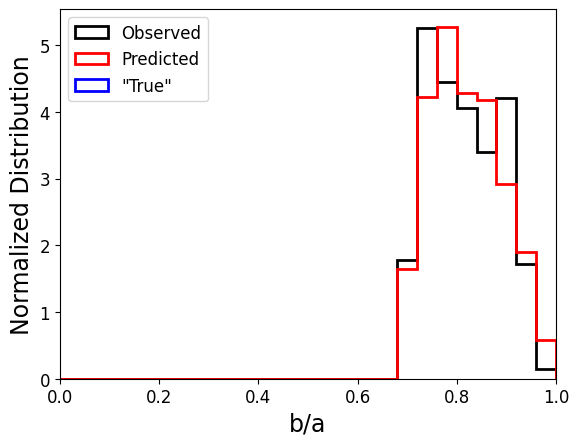 Observed
Predicted
"True"
Normalized Distribution
5
4
3
2
1
0
0.0 0.2 0.4 0.6 0.8 1.0
b/a